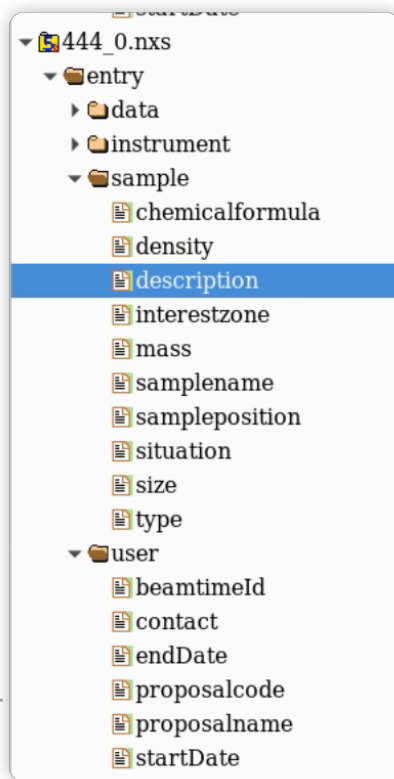 startDate
444_0.nxs
entry
data
instrument
sample
chemicalformula
density
description
interestzone
mass
samplename
sampleposition
situation
size
type
user
beamtimeId
contact
endDate
proposalcode
proposalname
startDate